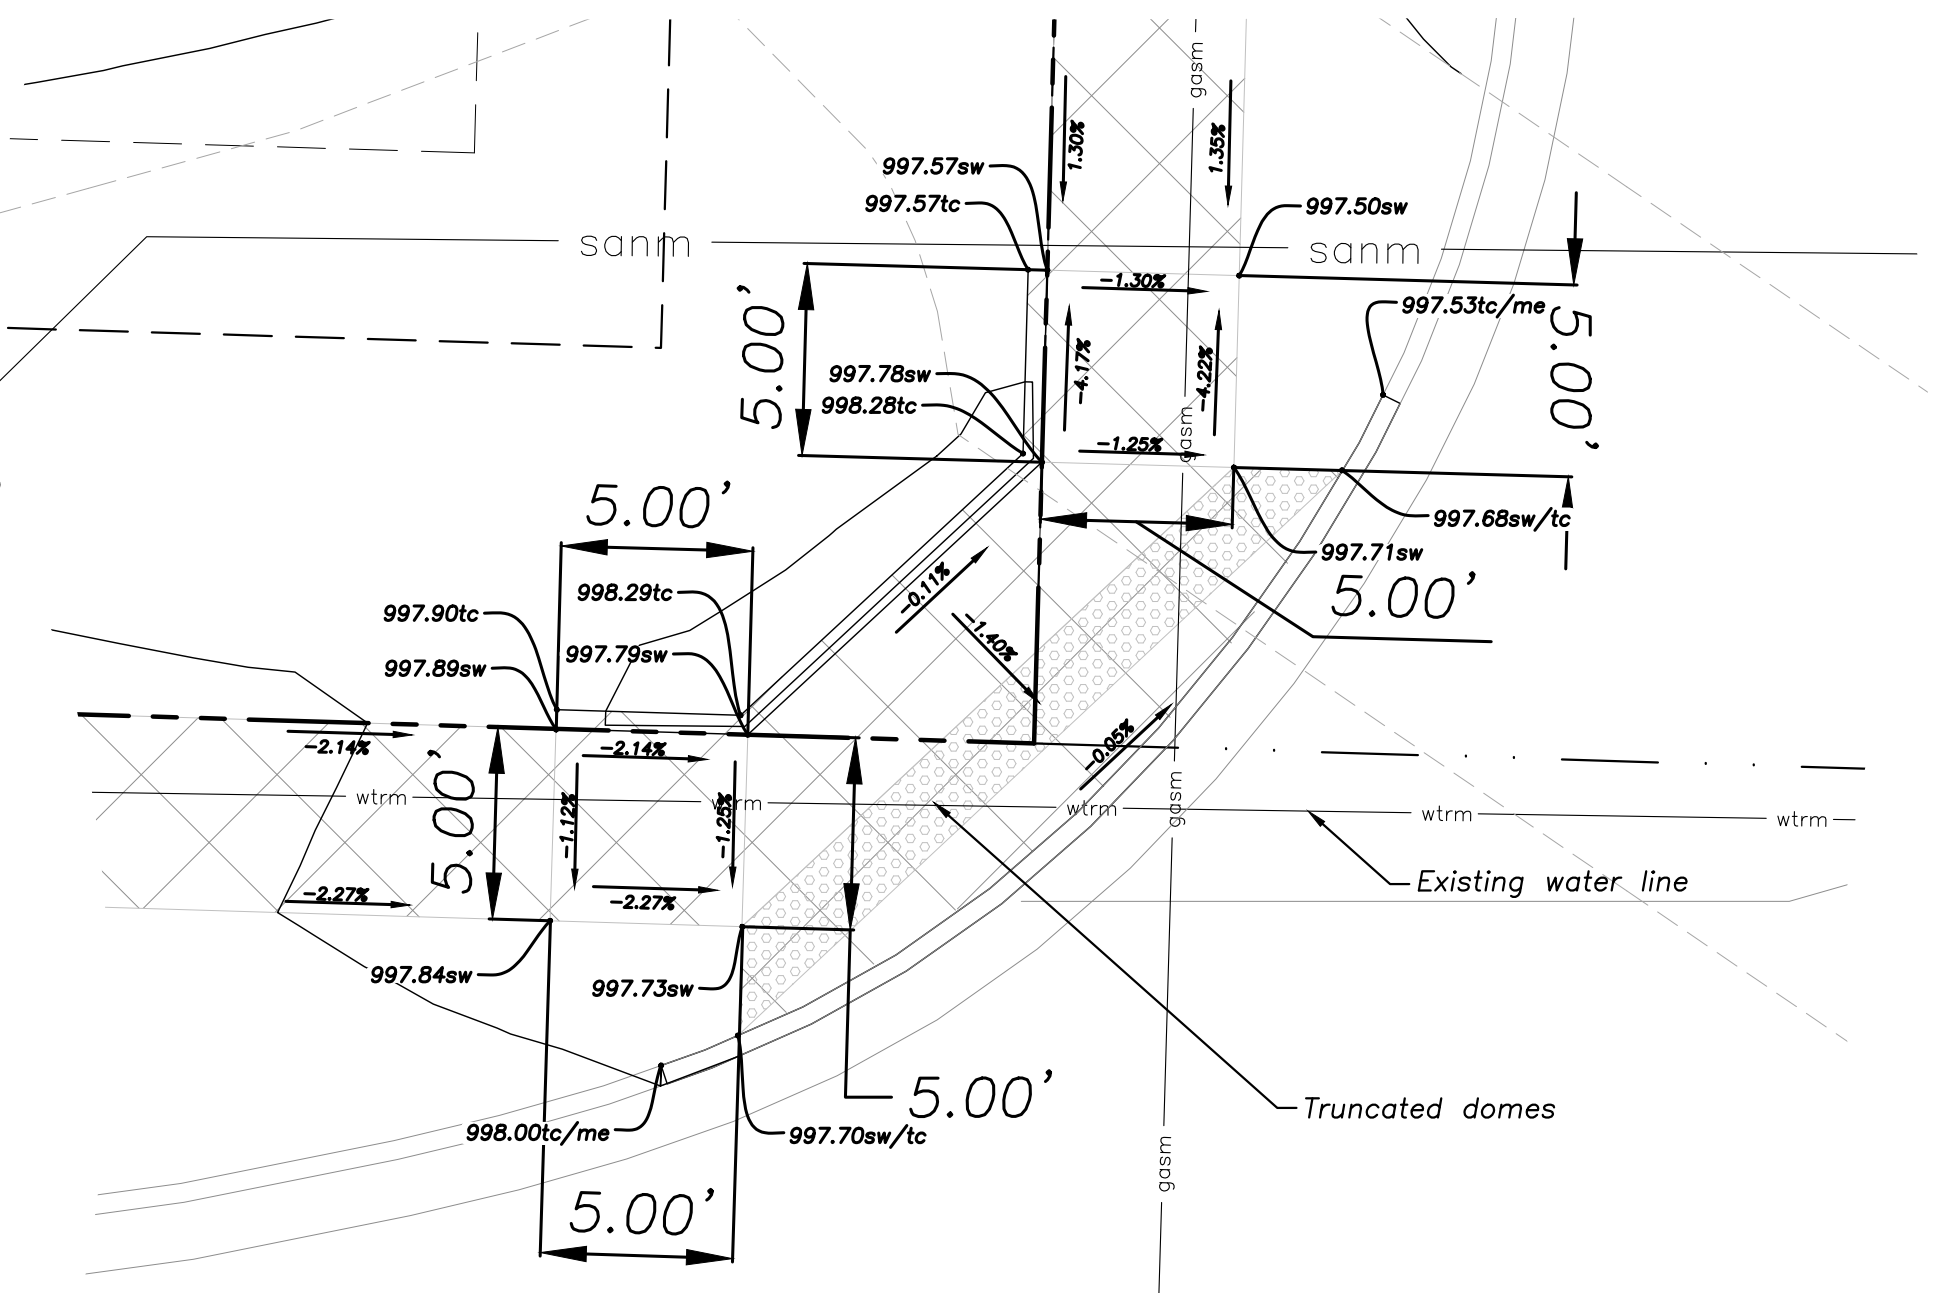 gasm
1.30%
1.35%
997.57sw
997.57tc
997.50sw
sanm
sanm
-1.30%
997.53tc/me
5.00'
5.00'
-4.17%
-4.22%
997.78sw
998.28tc
gasm
-1.25%
5.00'
997.68sw/tc
997.71sw
5.00'
998.29tc
-0.11%
997.90tc
-1.40%
997.79sw
997.89sw
-2.14%
-2.14%
-0.05%
5.00'
wtrm
-1.12%
wtrm
-1.25%
wtrm
gasm
wtrm
wtrm
-2.27%
-2.27%
Existing water line
997.84sw
997.73sw
5.00'
Truncated domes
998.00tc/me
997.70sw/tc
gasm
5.00'